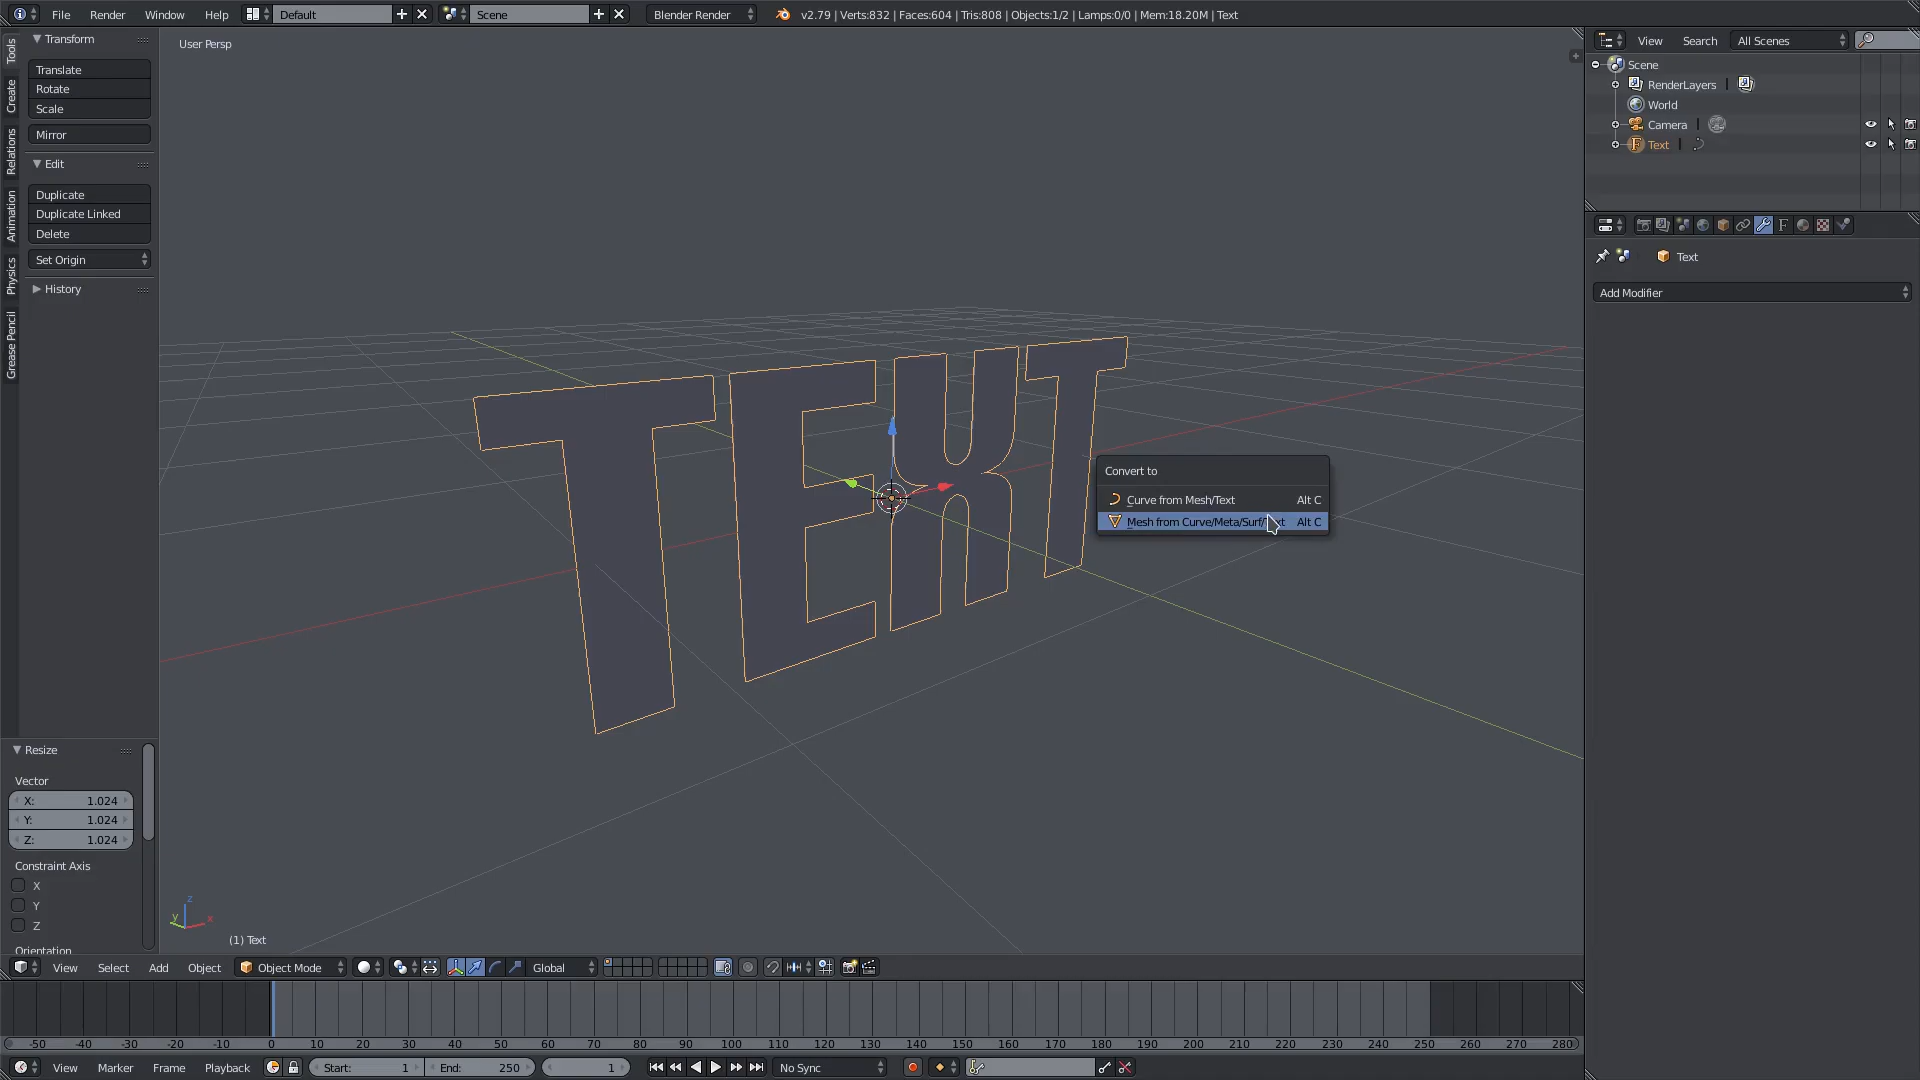 File Render Window Help Default Scene Blender Render v2.79 | Verts:832 | Faces:604 | Tris:808 | Objects:1/2 | Lamps:0/0 | Mem:18.20M | Text
Tools
Create
Relations
Animation
Physics
Grease Pencil
Transform
Translate
Rotate
Scale
Mirror
Edit
Duplicate
Duplicate Linked
Delete
Set Origin
History
Resize
Vector
X: 1.024
Y: 1.024
Z: 1.024
Constraint Axis
X
Y
Z
Orientation
User Persp
TEXT
Convert to
Curve from Mesh/Text Alt C
Mesh from Curve/Meta/Surf/ Alt C
z
y
x
(1) Text
View Search All Scenes
Scene
RenderLayers
World
Camera
Text
Text
Add Modifier
View Select Add Object Object Mode Global
-50 -40 -30 -20 -10 0 10 20 30 40 50 60 70 80 90 100 110 120 130 140 150 160 170 180 190 200 210 220 230 240 250 260 270 280
View Marker Frame Playback Start: 1 End: 250 1 No Sync